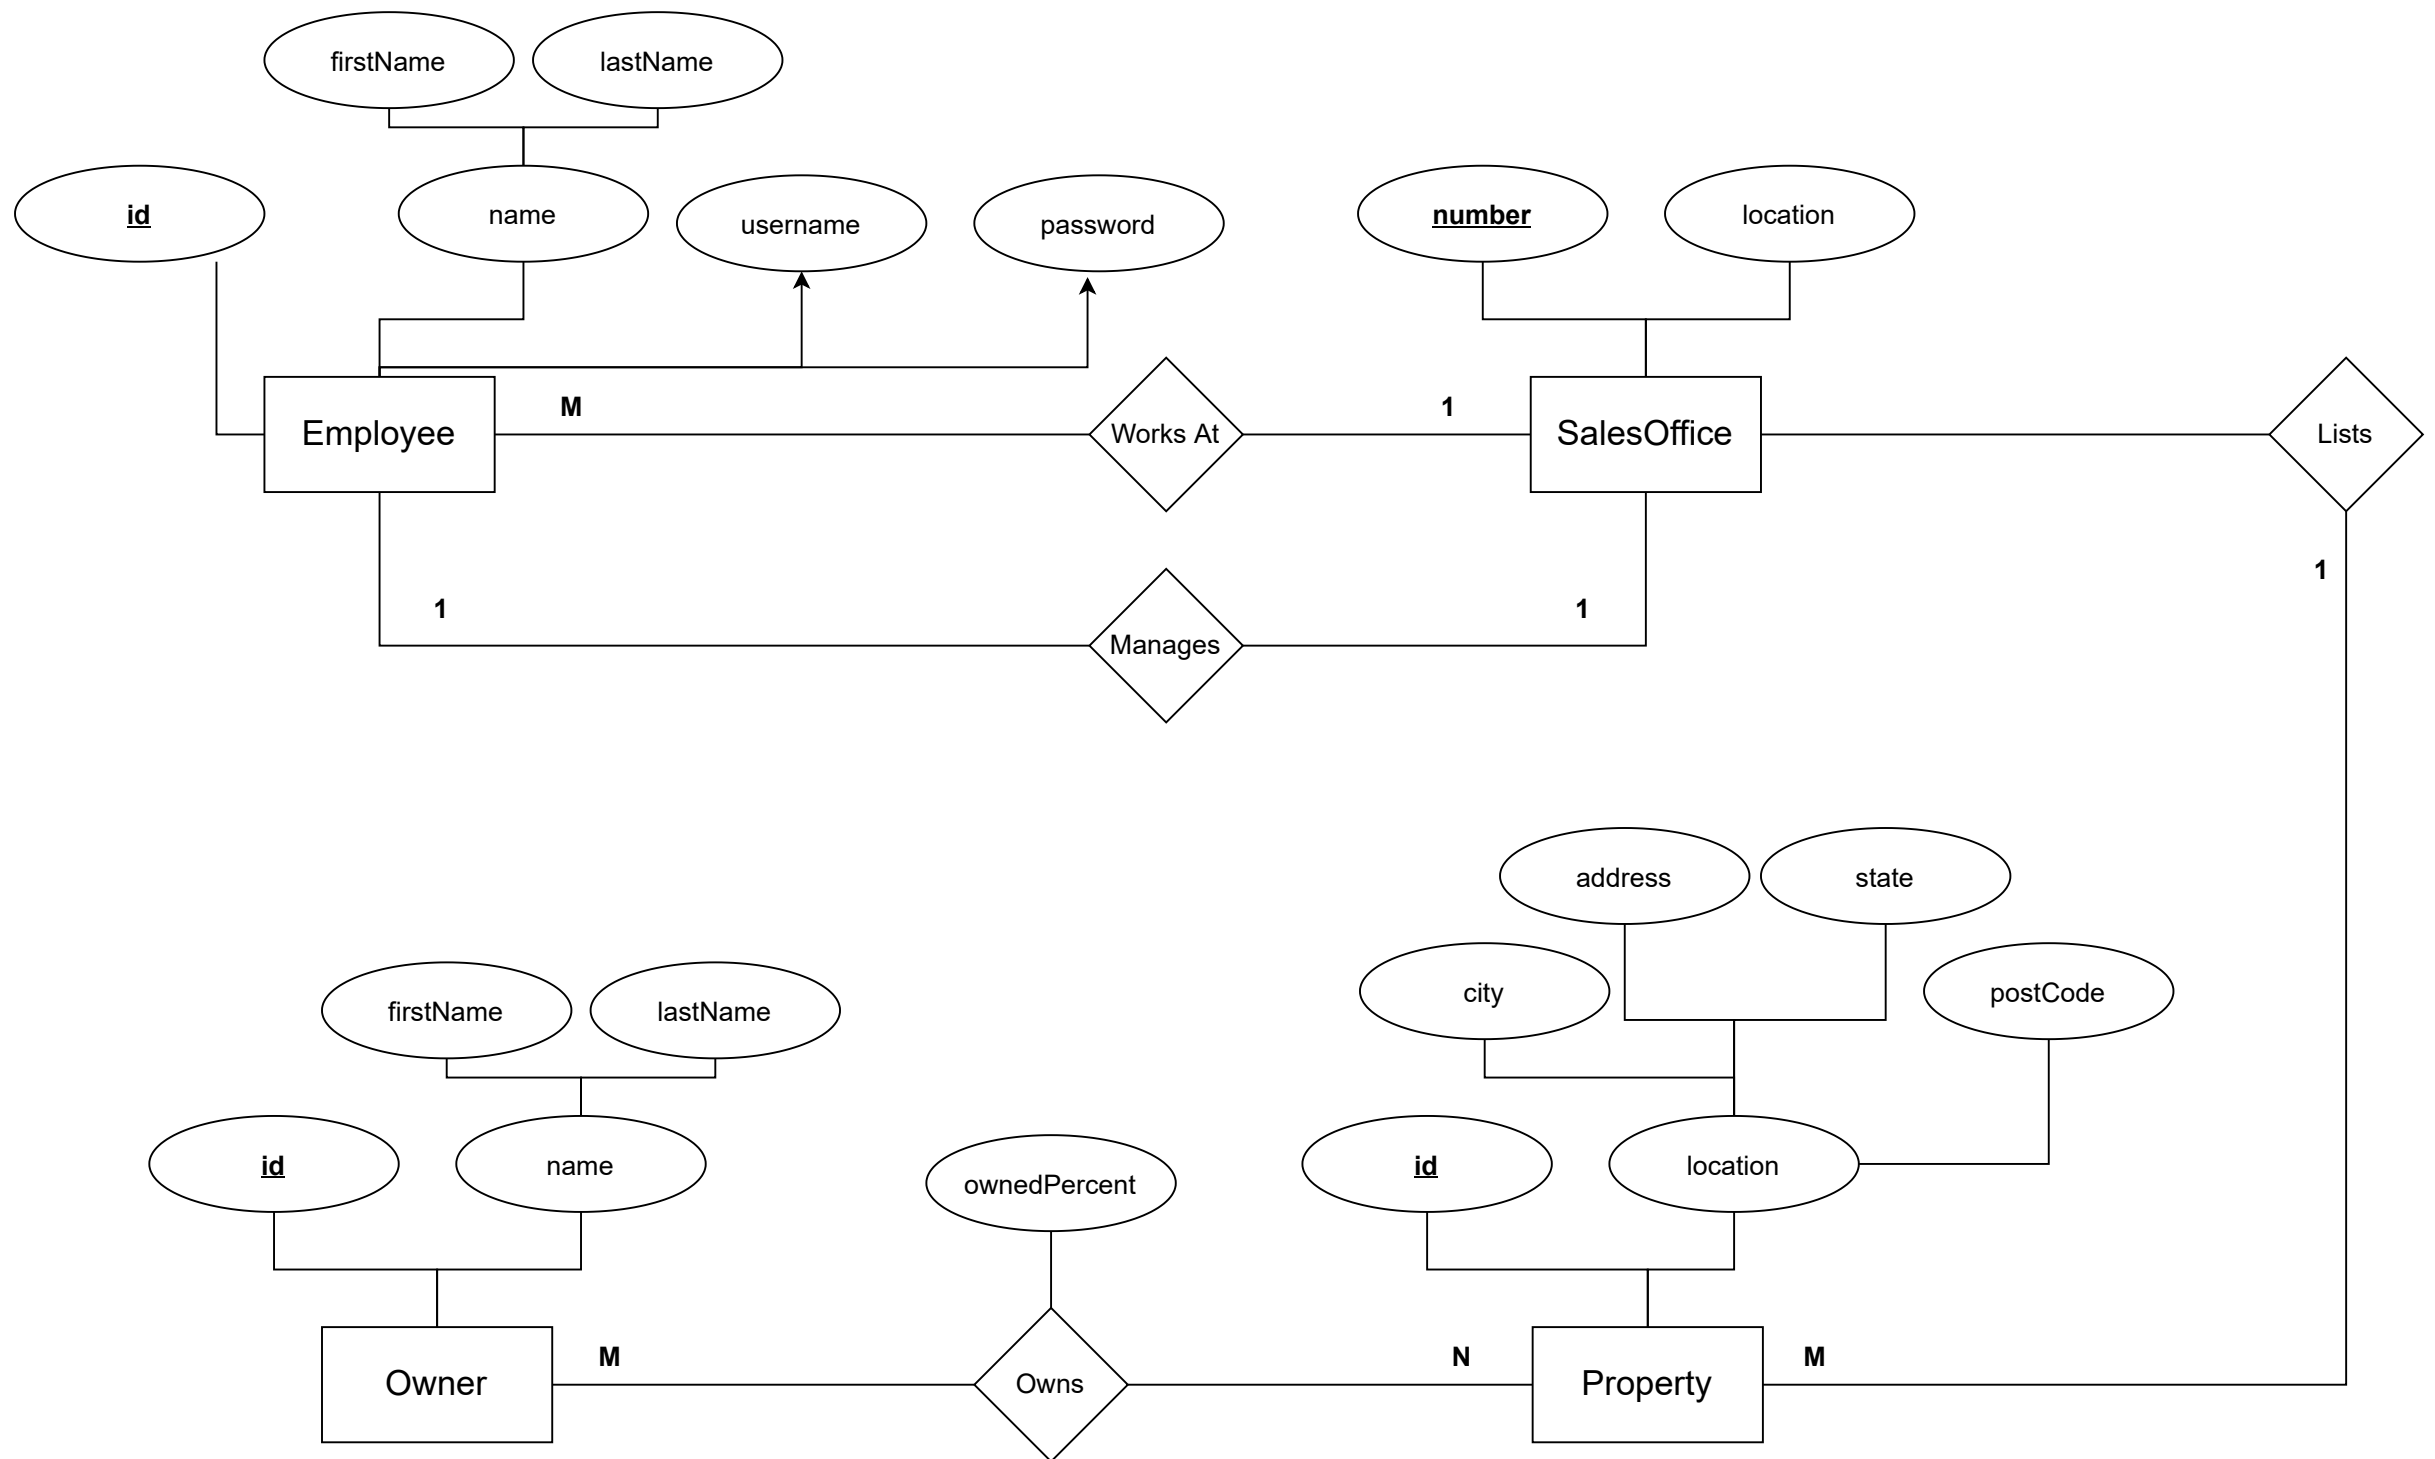 firstName
lastName
id
name
username
password
number
location
M
1
Employee
Works At
SalesOffice
Lists
1
1
1
Manages
address
state
city
postCode
firstName
lastName
id
name
ownedPercent
id
location
M
N
M
Owner
Owns
Property